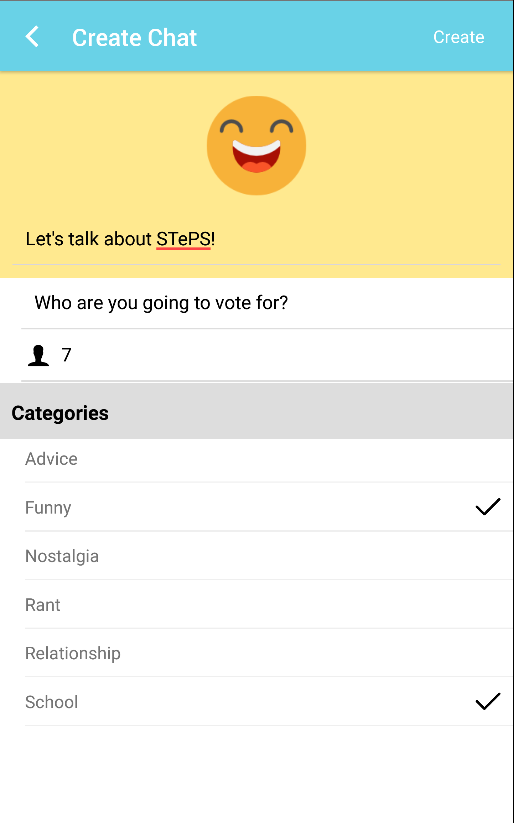 Create Chat Create
Let's talk about STePS!
Who are you going to vote for?
7
Categories
Advice
Funny
Nostalgia
Rant
Relationship
School